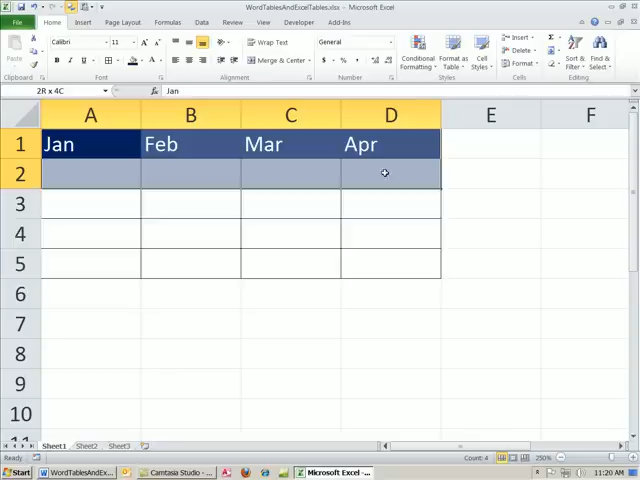 WordTablesAndExcelTables.xlsx - Microsoft Excel
File Home Insert Page Layout Formulas Data Review View Developer Add-Ins
Calibri 11 Wrap Text General Insert Σ
Paste B I U Merge & Center $ % , Conditional Formatting Format as Table Cell Styles Delete Format Sort & Filter Find & Select
Clipboard Font Alignment Number Styles Cells Editing
2R x 4C fx Jan
A B C D E F
1 Jan Feb Mar Apr
2
3
4
5
6
7
8
9
10
11
Sheet1 Sheet2 Sheet3
Ready Count: 4 250%
Start WordTablesAndEx... Camtasia Studio - ... Microsoft Excel - ... 11:20 AM